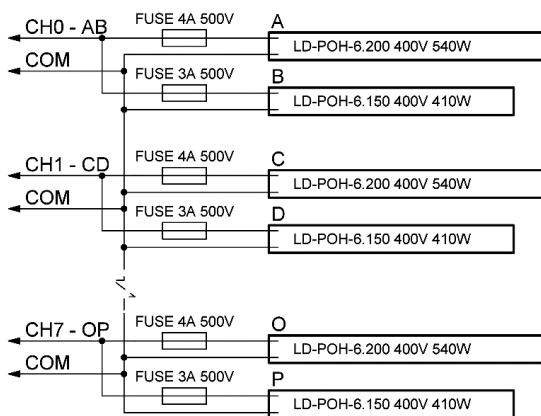 FUSE 4A 500V
A
CH0 - AB
LD-POH-6.200 400V 540W
COM
FUSE 3A 500V
B
LD-POH-6.150 400V 410W
FUSE 4A 500V
C
CH1 - CD
LD-POH-6.200 400V 540W
COM
FUSE 3A 500V
D
LD-POH-6.150 400V 410W
FUSE 4A 500V
O
CH7 - OP
LD-POH-6.200 400V 540W
COM
FUSE 3A 500V
P
LD-POH-6.150 400V 410W